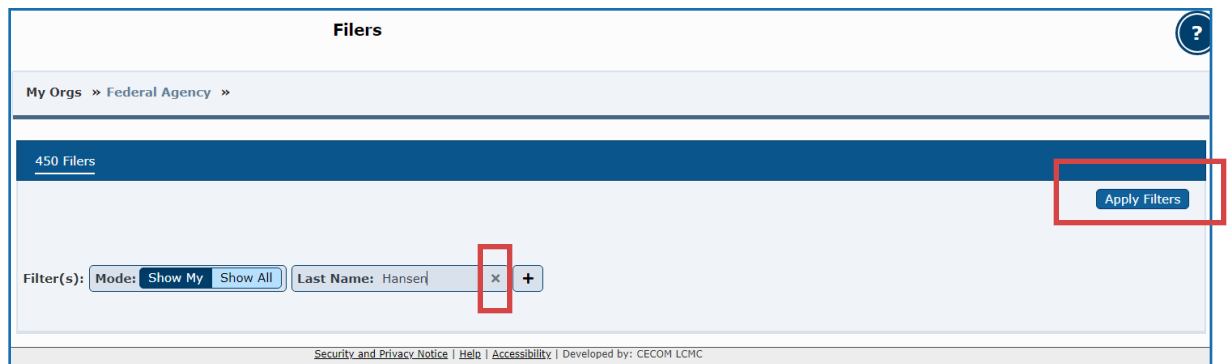 Filers
?
My Orgs » Federal Agency »
450 Filers
Apply Filters
Filter(s): Mode: Show My Show All Last Name: Hansen × +
Security and Privacy Notice | Help | Accessibility | Developed by: CECOM LCMC